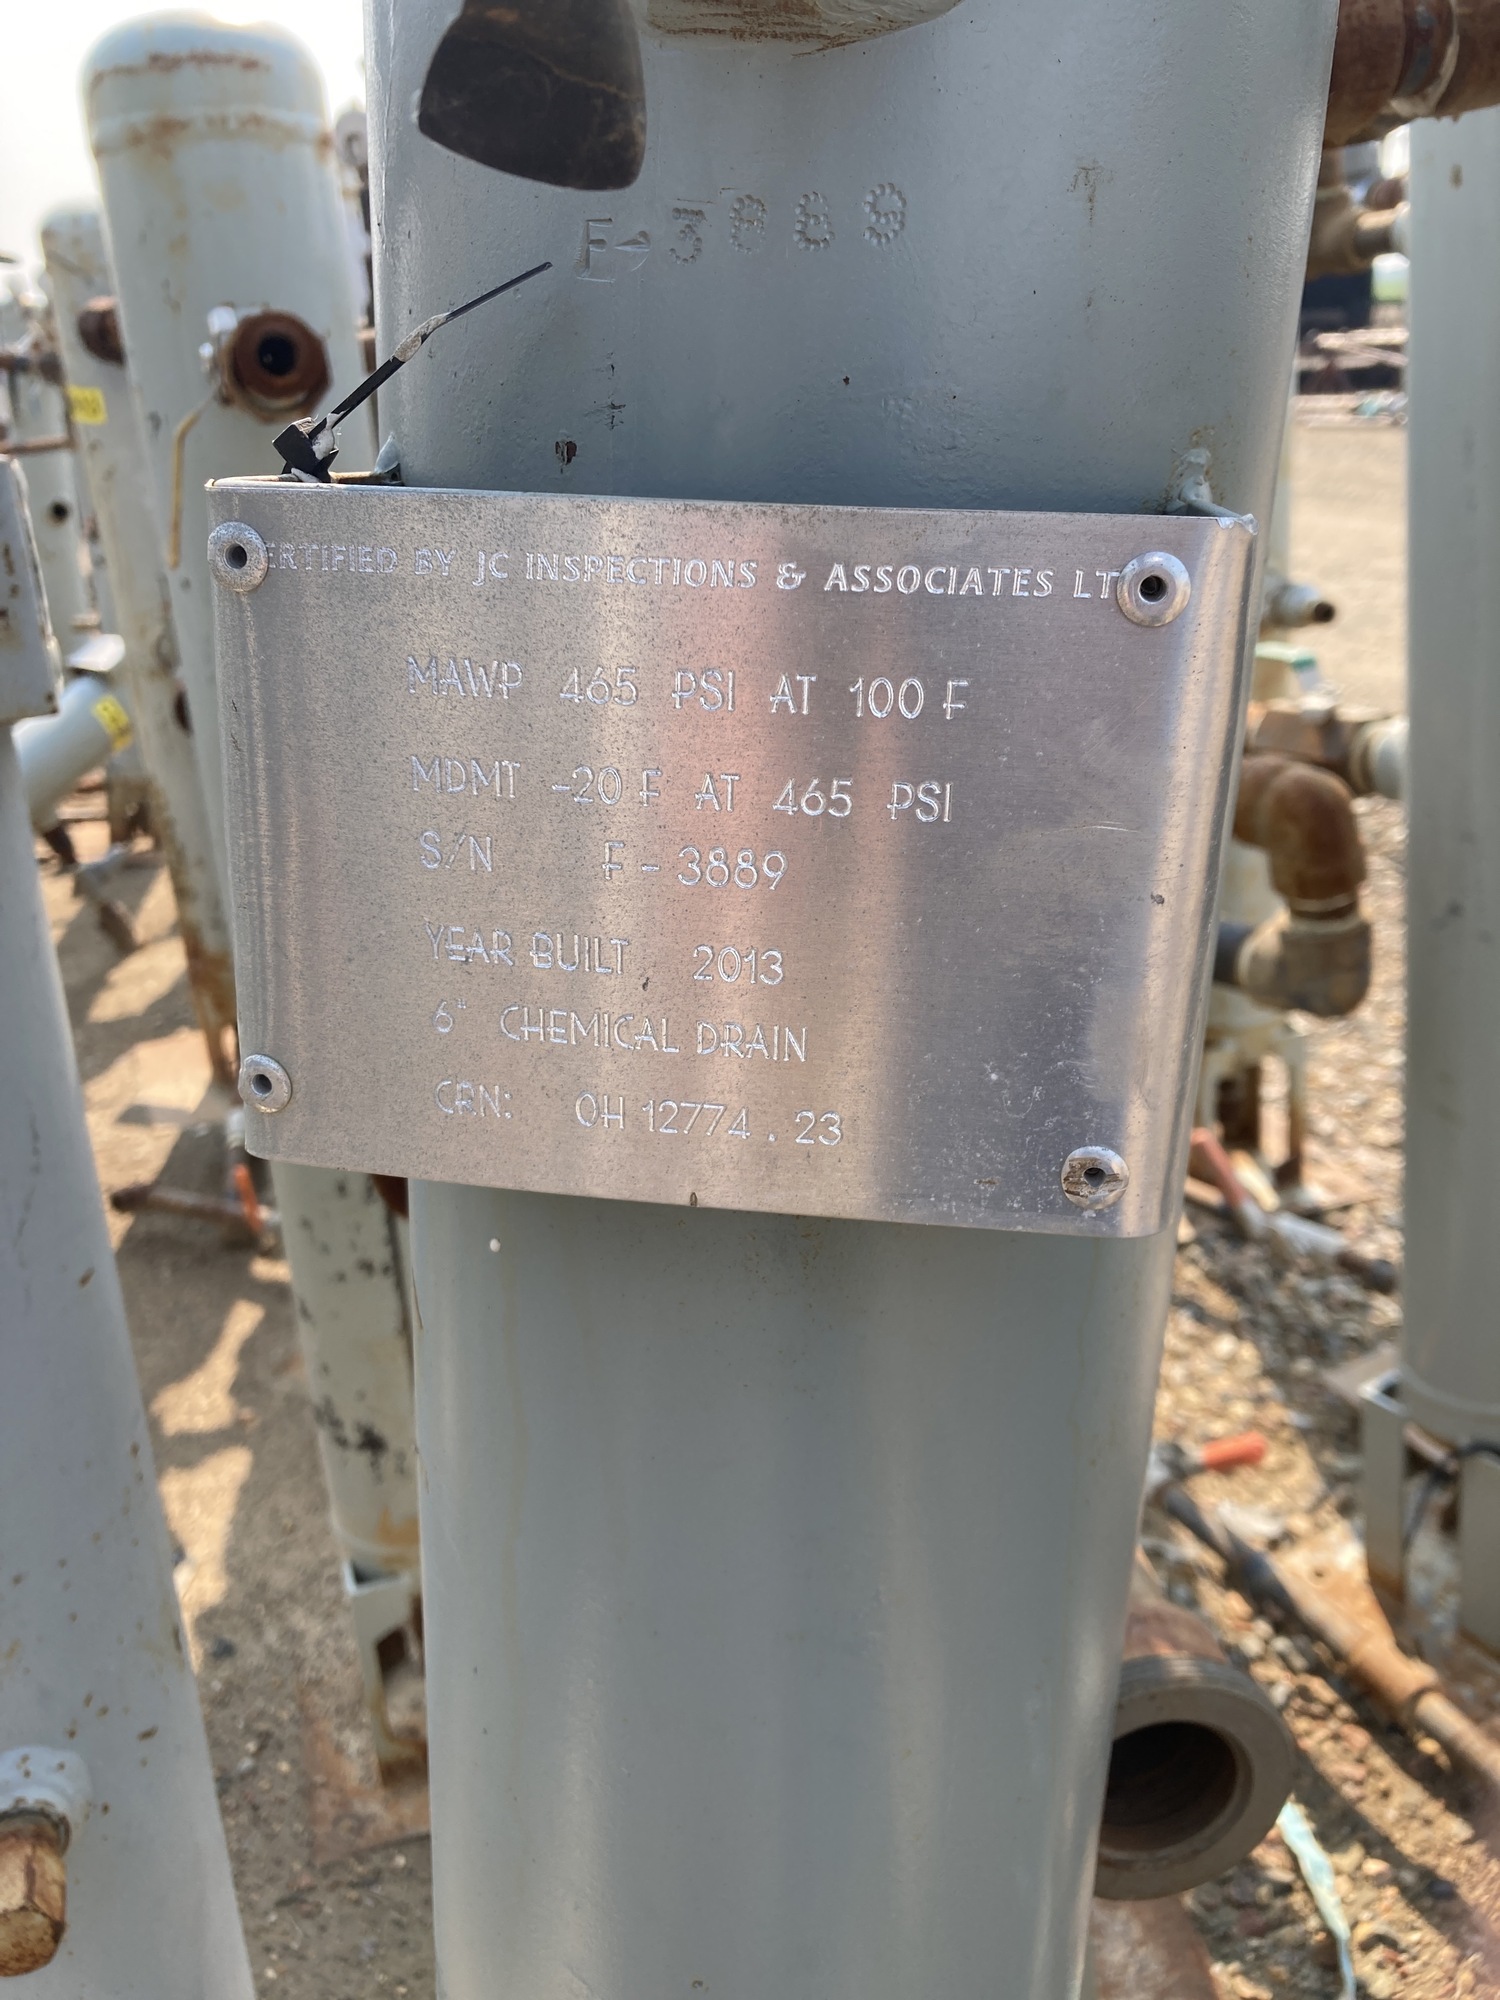 F-3889
ERTIFIED BY JC INSPECTIONS & ASSOCIATES LT
MAWP 465 PSI AT 100 F
MDMT -20 F AT 465 PSI
S/N F - 3889
YEAR BUILT 2013
6" CHEMICAL DRAIN
CRN: OH 12774 . 23